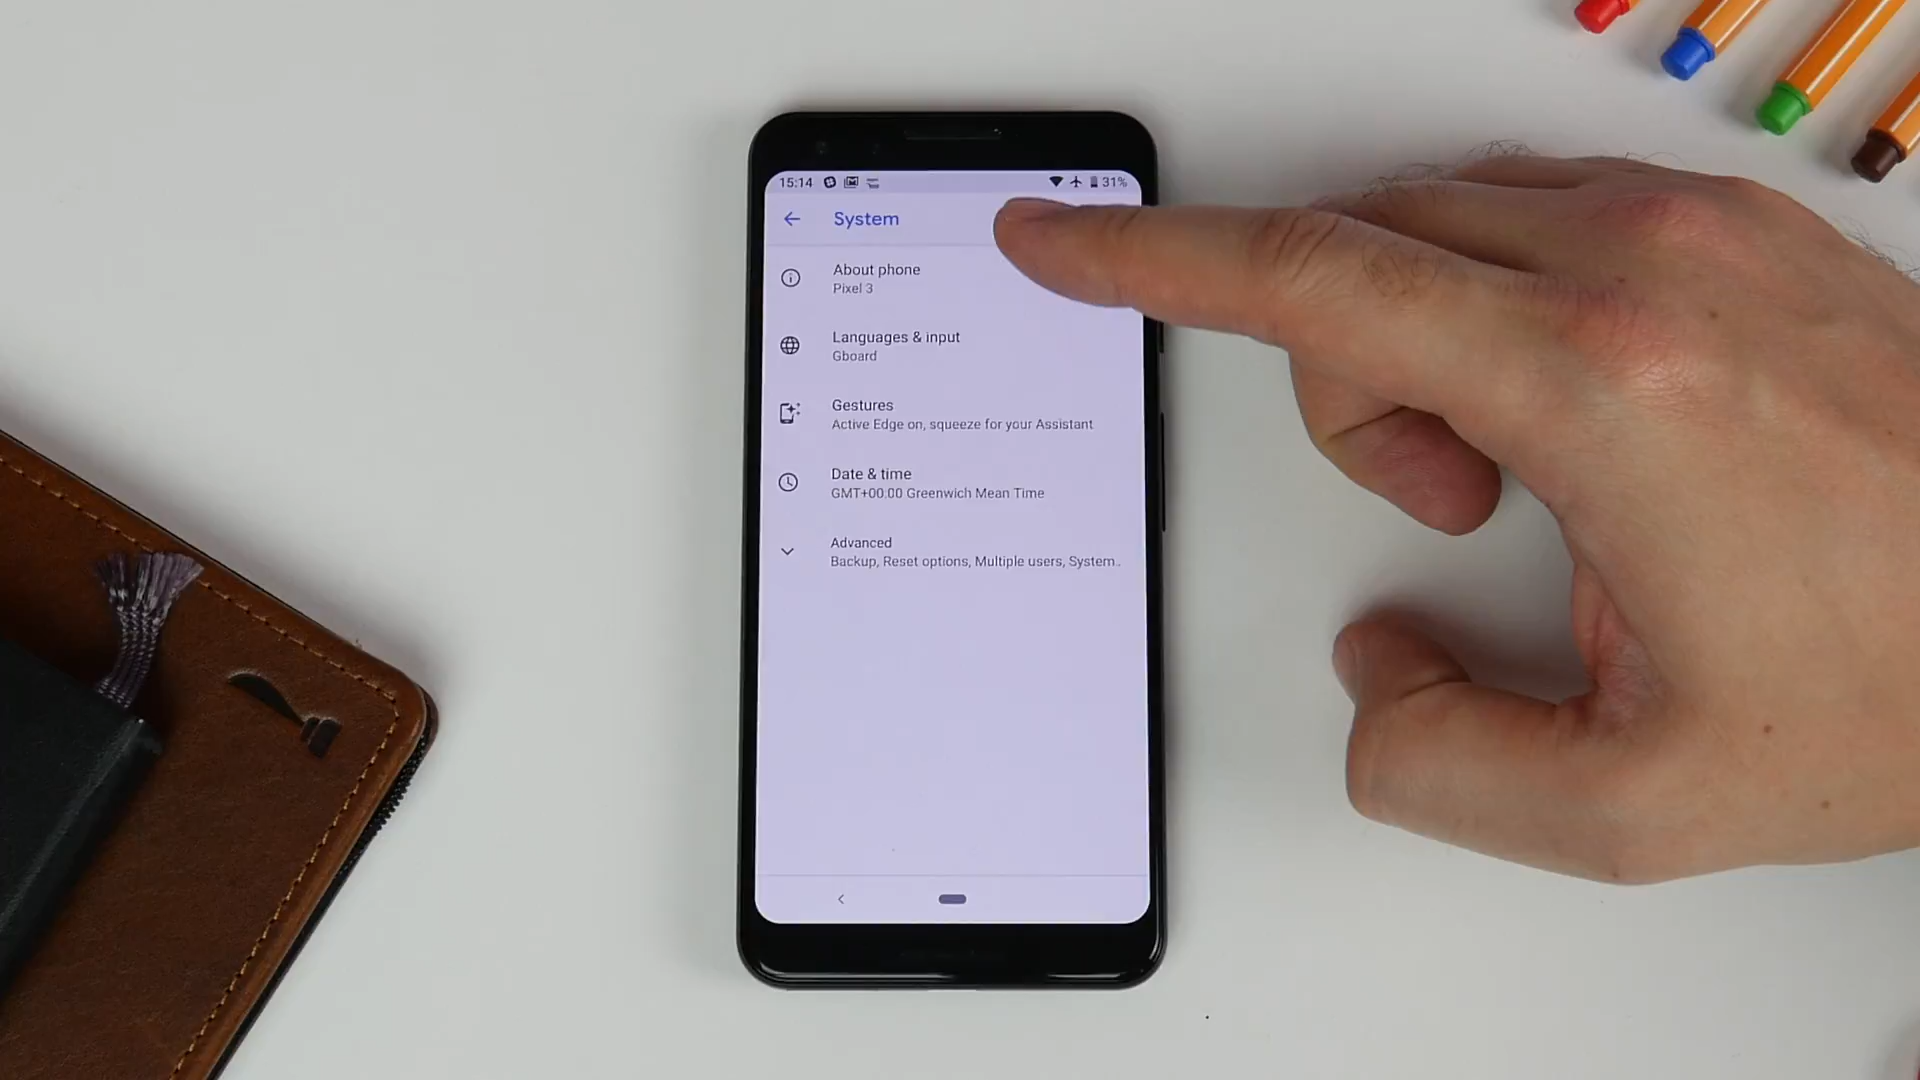 15:14 31%
System
About phone
Pixel 3
Languages & input
Gboard
Gestures
Active Edge on, squeeze for your Assistant
Date & time
GMT+00:00 Greenwich Mean Time
Advanced
Backup, Reset options, Multiple users, System..